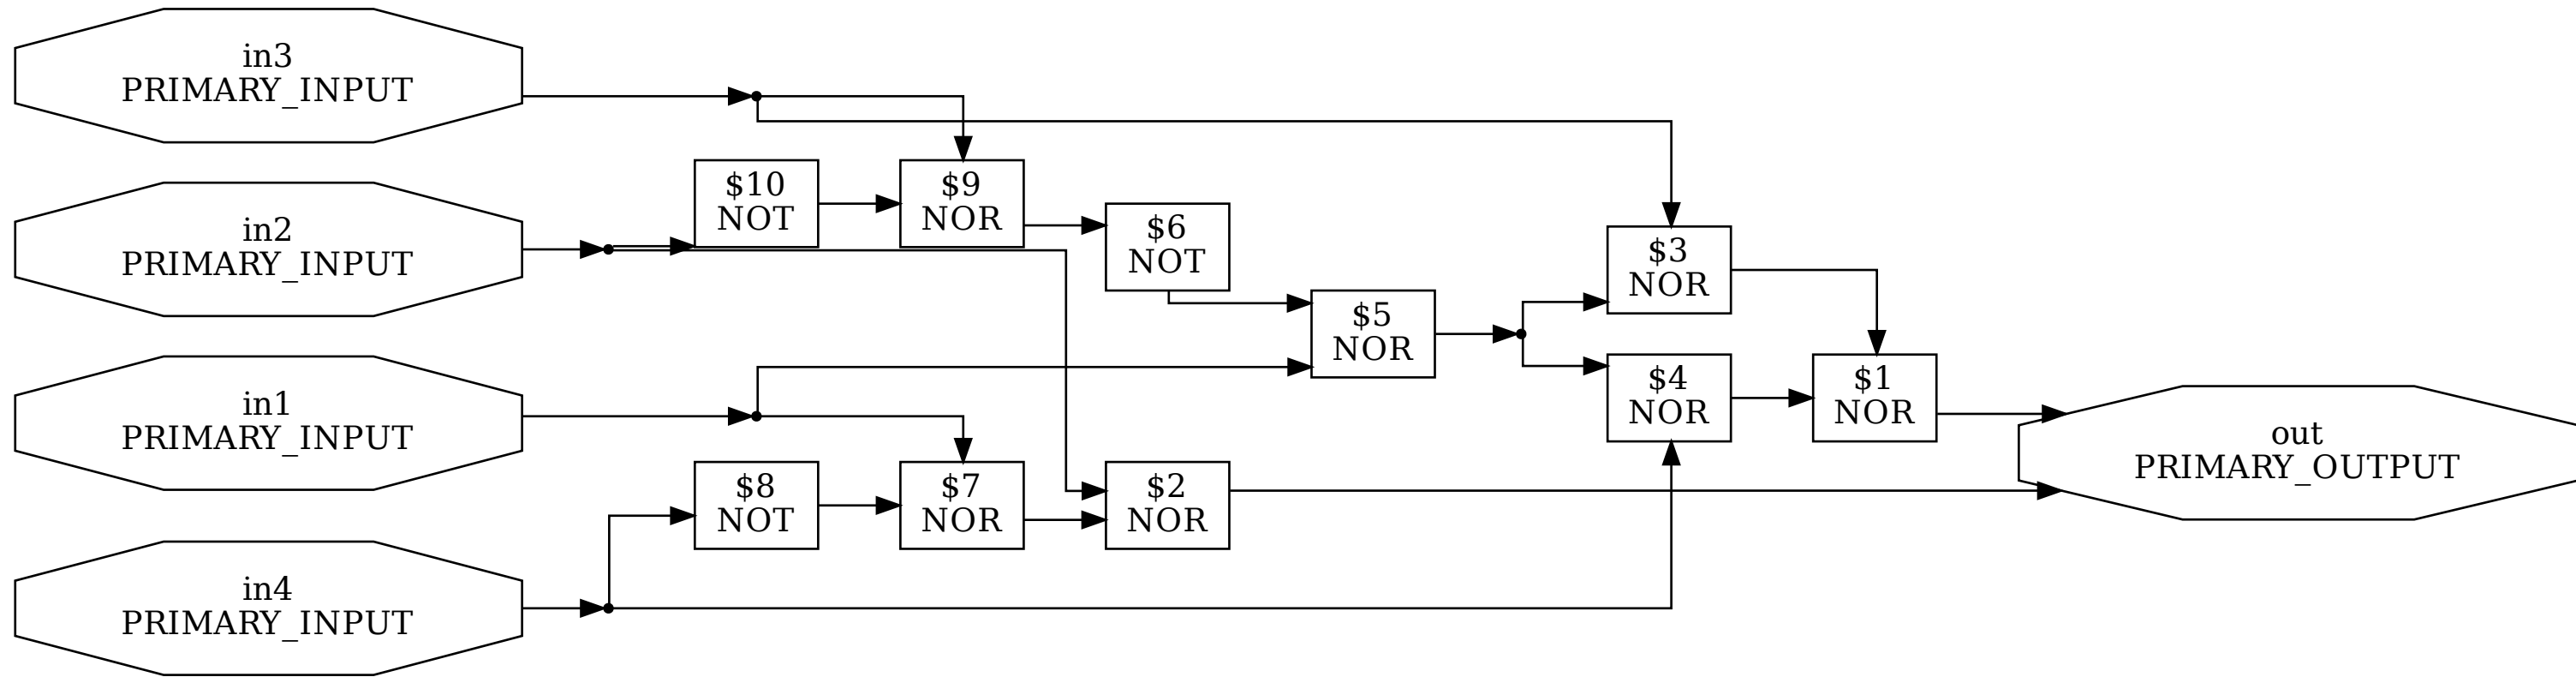 in3
PRIMARY_INPUT
in2
PRIMARY_INPUT
in1
PRIMARY_INPUT
in4
PRIMARY_INPUT
$10
NOT
$9
NOR
$6
NOT
$5
NOR
$3
NOR
$4
NOR
$1
NOR
$8
NOT
$7
NOR
$2
NOR
out
PRIMARY_OUTPUT